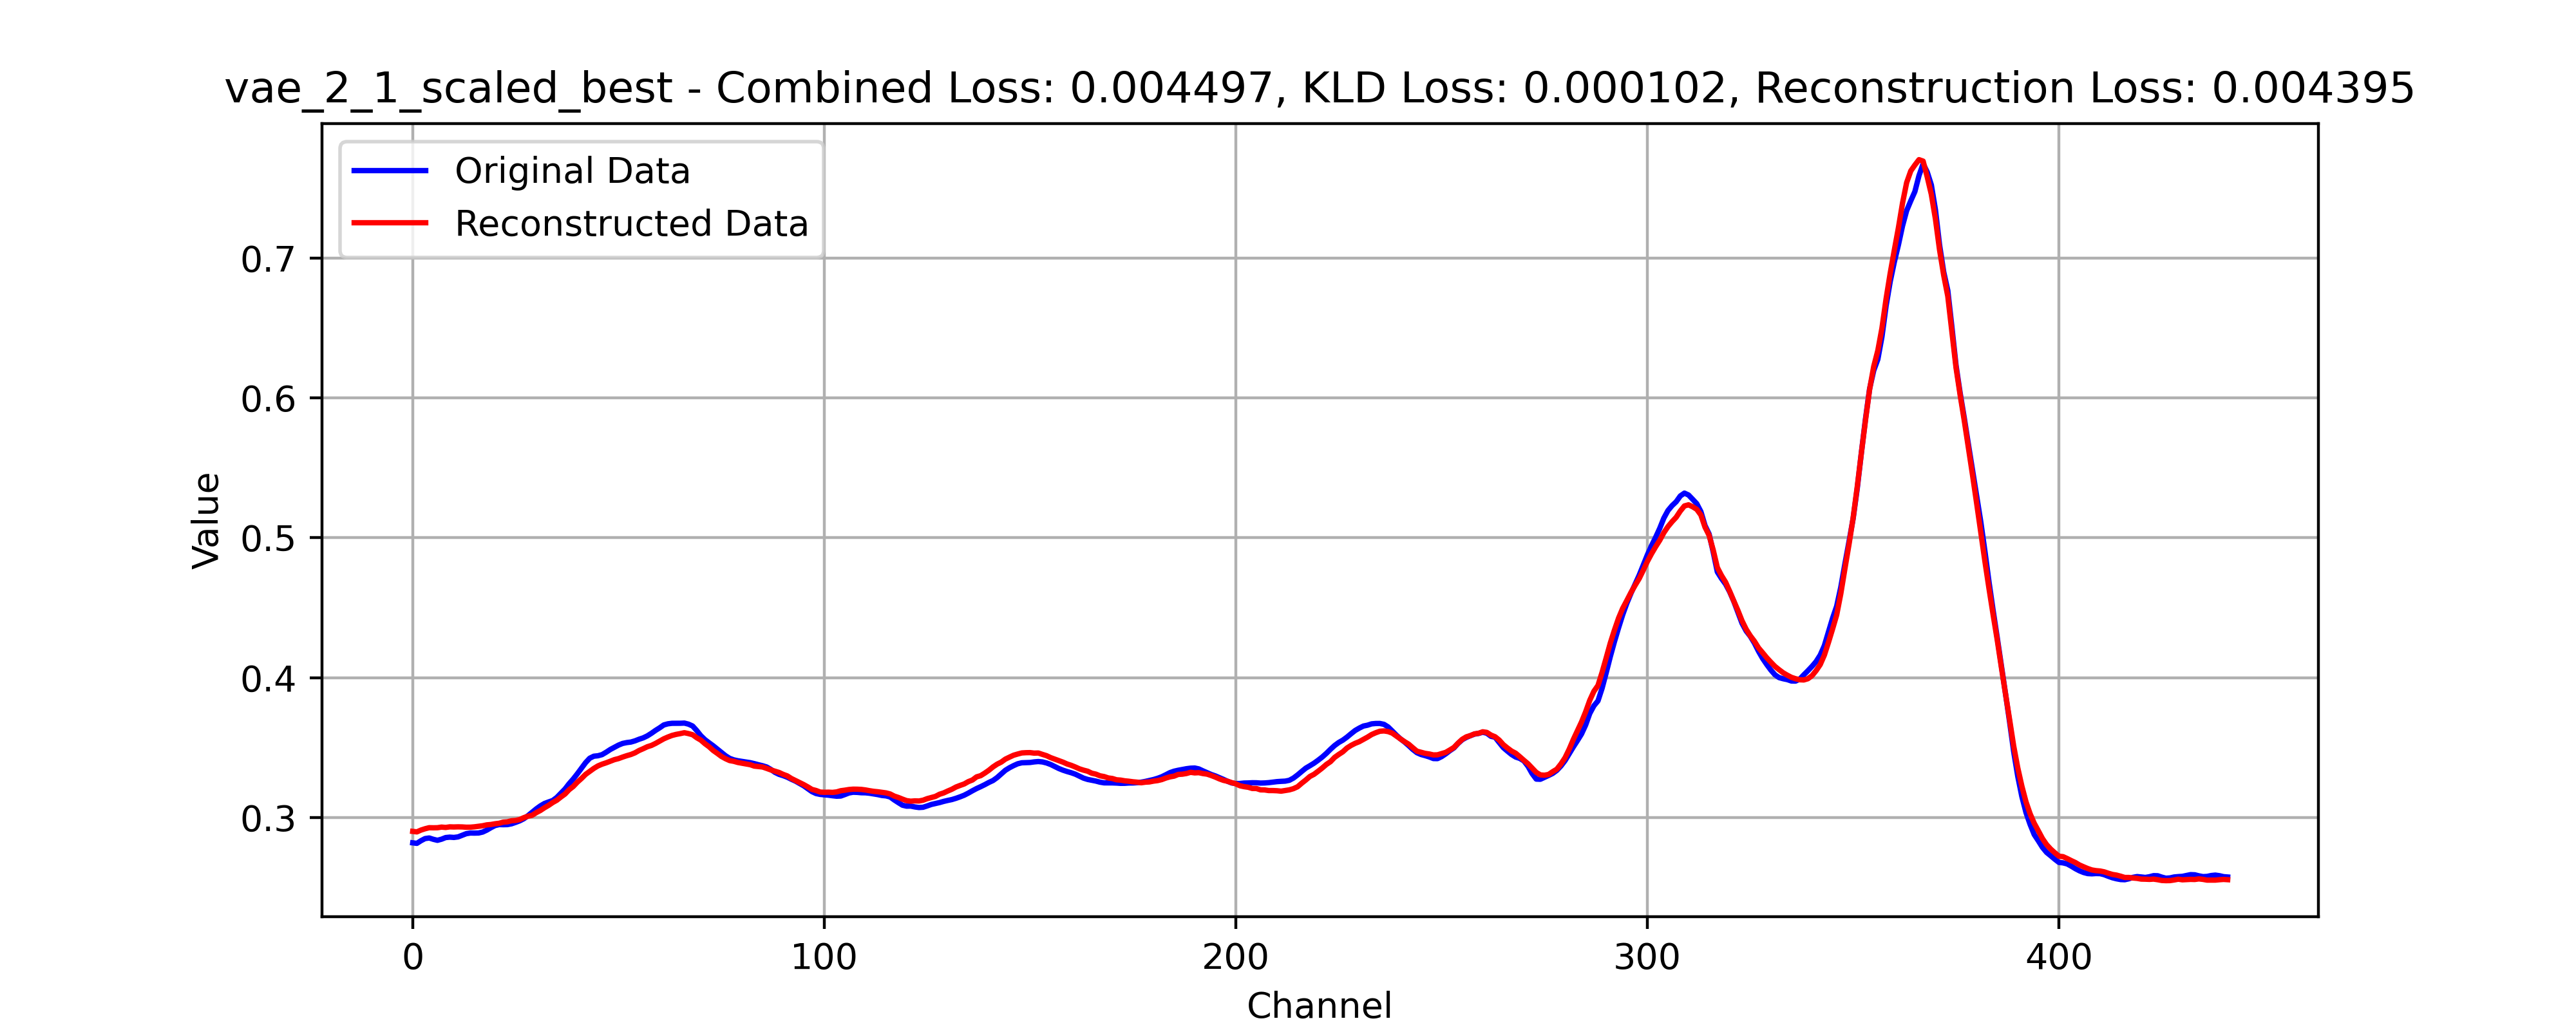 vae_2_1_scaled_best - Combined Loss: 0.004497, KLD Loss: 0.000102, Reconstruction Loss: 0.004395
Original Data
Reconstructed Data
0.7
0.6
0.5
0.4
0.3
Value
0 100 200 300 400
Channel